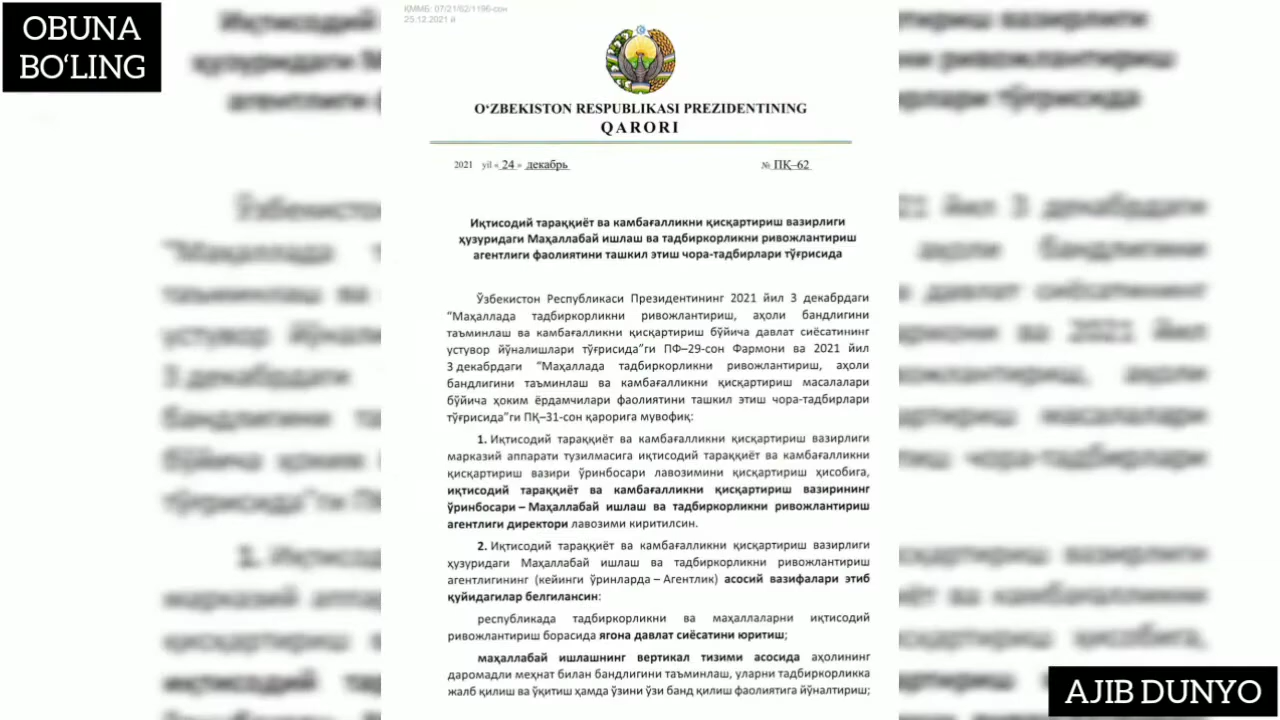 OBUNA
BO‘LING
ҚММБ: 07/21/62/1196-сон
25.12.2021 й
O‘ZBEKISTON RESPUBLIKASI PREZIDENTINING
QARORI
2021 yil « 24 » декабрь № ПҚ–62
Иқтисодий тараққиёт ва камбағалликни қисқартириш вазирлиги
ҳузуридаги Маҳаллабай ишлаш ва тадбиркорликни ривожлантириш
агентлиги фаолиятини ташкил этиш чора-тадбирлари тўғрисида
Ўзбекистон Республикаси Президентининг 2021 йил 3 декабрдаги
“Маҳаллада тадбиркорликни ривожлантириш, аҳоли бандлигини
таъминлаш ва камбағалликни қисқартириш бўйича давлат сиёсатининг
устувор йўналишлари тўғрисида”ги ПФ–29-сон Фармони ва 2021 йил
3 декабрдаги “Маҳаллада тадбиркорликни ривожлантириш, аҳоли
бандлигини таъминлаш ва камбағалликни қисқартириш масалалари
бўйича ҳоким ёрдамчилари фаолиятини ташкил этиш чора-тадбирлари
тўғрисида”ги ПҚ–31-сон қарорига мувофиқ:
1. Иқтисодий тараққиёт ва камбағалликни қисқартириш вазирлиги
марказий аппарати тузилмасига иқтисодий тараққиёт ва камбағалликни
қисқартириш вазири ўринбосари лавозимини қисқартириш ҳисобига,
иқтисодий тараққиёт ва камбағалликни қисқартириш вазирининг
ўринбосари – Маҳаллабай ишлаш ва тадбиркорликни ривожлантириш
агентлиги директори лавозими киритилсин.
2. Иқтисодий тараққиёт ва камбағалликни қисқартириш вазирлиги
ҳузуридаги Маҳаллабай ишлаш ва тадбиркорликни ривожлантириш
агентлигининг (кейинги ўринларда – Агентлик) асосий вазифалари этиб
қуйидагилар белгилансин:
республикада тадбиркорликни ва маҳаллаларни иқтисодий
ривожлантириш борасида ягона давлат сиёсатини юритиш;
маҳаллабай ишлашнинг вертикал тизими асосида аҳолининг
даромадли меҳнат билан бандлигини таъминлаш, уларни тадбиркорликка
жалб қилиш ва ўқитиш ҳамда ўзини ўзи банд қилиш фаолиятига йўналтириш;
AJIB DUNYO